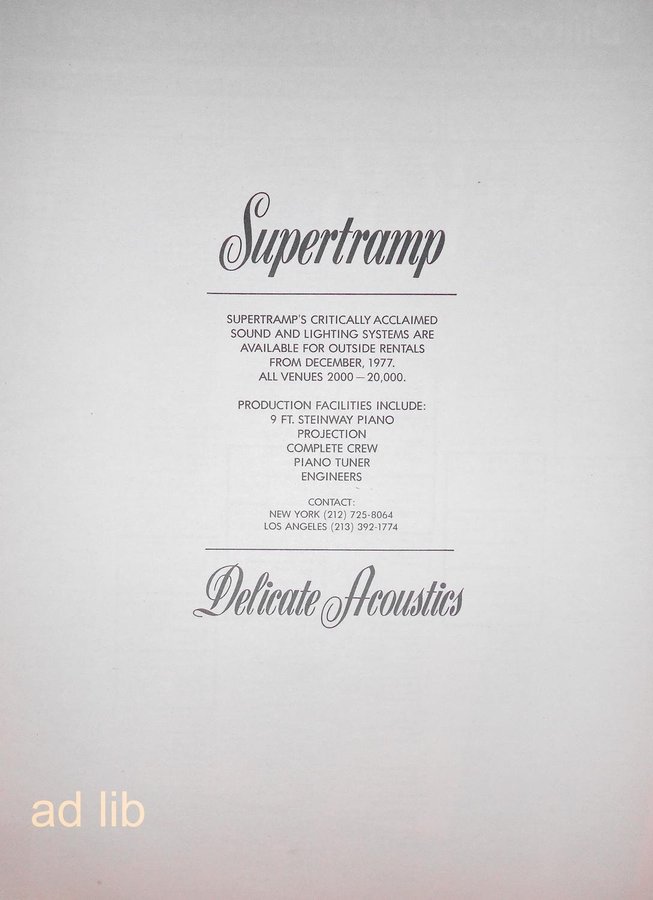 Supertramp
SUPERTRAMP'S CRITICALLY ACCLAIMED
SOUND AND LIGHTING SYSTEMS ARE
AVAILABLE FOR OUTSIDE RENTALS
FROM DECEMBER, 1977.
ALL VENUES 2000 — 20,000.
PRODUCTION FACILITIES INCLUDE:
9 FT. STEINWAY PIANO
PROJECTION
COMPLETE CREW
PIANO TUNER
ENGINEERS
CONTACT:
NEW YORK (212) 725-8064
LOS ANGELES (213) 392-1774
Delicate Acoustics
ad lib